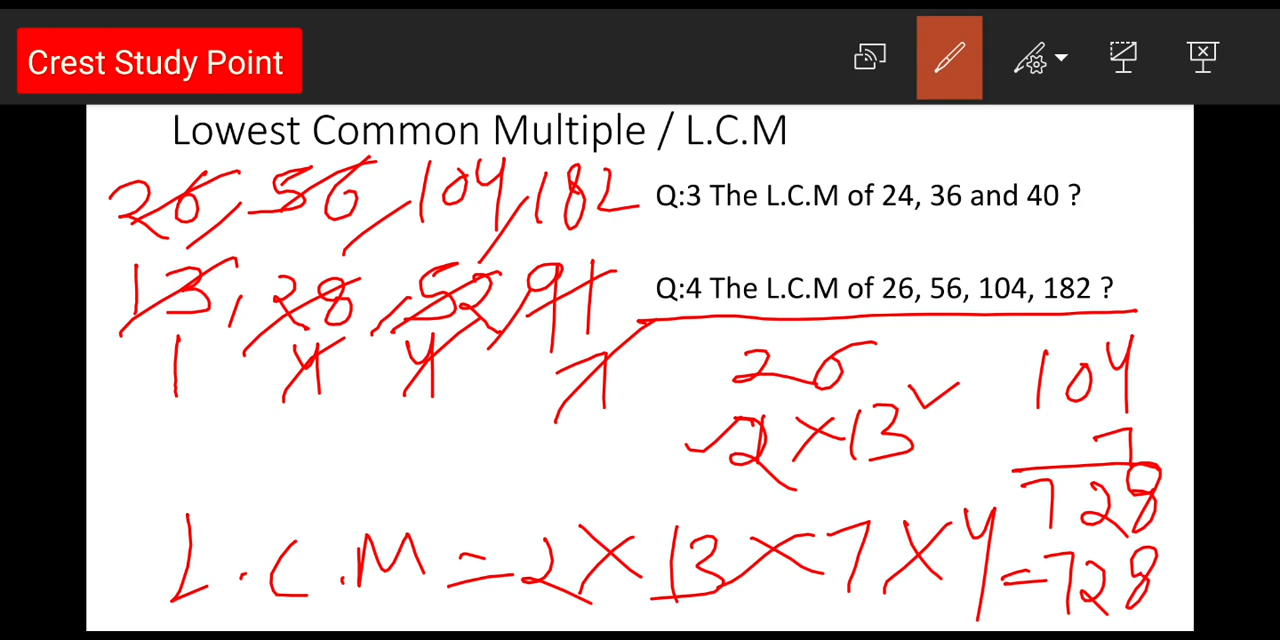 Crest Study Point
Lowest Common Multiple / L.C.M
26, 56, 104, 182
Q:3 The L.C.M of 24, 36 and 40 ?
13, 28, 52, 91
Q:4 The L.C.M of 26, 56, 104, 182 ?
1 4 4 7
26
2 × 13
104
7
728
L.C.M = 2 × 13 × 7 × 4 = 728